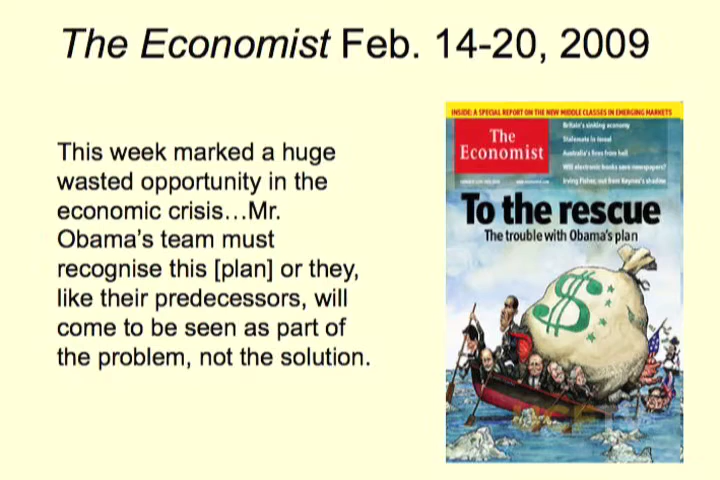 The Economist Feb. 14-20, 2009
This week marked a huge
wasted opportunity in the
economic crisis…Mr.
Obama's team must
recognise this [plan] or they,
like their predecessors, will
come to be seen as part of
the problem, not the solution.
INSIDE: A SPECIAL REPORT ON THE NEW MIDDLE CLASSES IN EMERGING MARKETS
The
Economist
Britain's sinking economy
Stalemate in Israel
Australia's fires from hell
Will electronic books save newspapers?
Irving Fisher, out from Keynes's shadow
To the rescue
The trouble with Obama's plan
$